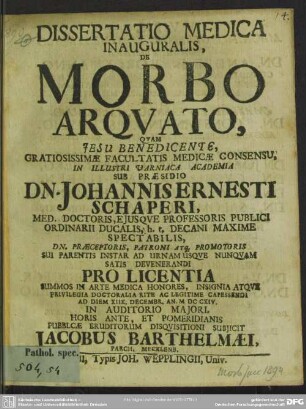 DISSERTATIO MEDICA
INAUGURALIS,
DE
MORBO
ARQVATO,
QVAM
JESU BENEDICENTE,
GRATIOSISSIMÆ FACULTATIS MEDICÆ CONSENSU,
IN ILLUSTRI VARNIACA ACADEMIA
SUB PRÆSIDIO
DN. JOHANNIS ERNESTI
SCHAPERI,
MED. DOCTORIS, EJUSQVE PROFESSORIS PUBLICI
ORDINARII DUCALIS, h. t. DECANI MAXIME
SPECTABILIS,
DN. PRÆCEPTORIS, PATRONI ATQ; PROMOTORIS
SUI PARENTIS INSTAR AD URNAM USQVE NUNQVAM
SATIS DEVENERANDI
PRO LICENTIA
SUMMOS IN ARTE MEDICA HONORES, INSIGNIA ATQVE
PRIVILEGIA DOCTORALIA RITE AC LEGITIME CAPESSENDI
AD DIEM XIIX. DECEMBR. AN. M DC XCIV.
IN AUDITORIO MAJORI,
HORIS ANTE, ET POMERIDIANIS
PUBLICÆ ERUDITORUM DISQVISITIONI SUBJICIT
JACOBUS BARTHELMÆI,
PARCH. MEKLENB.
Typis JOH. WEPPLINGII, Univ.
Pathol. spec.
504, 54